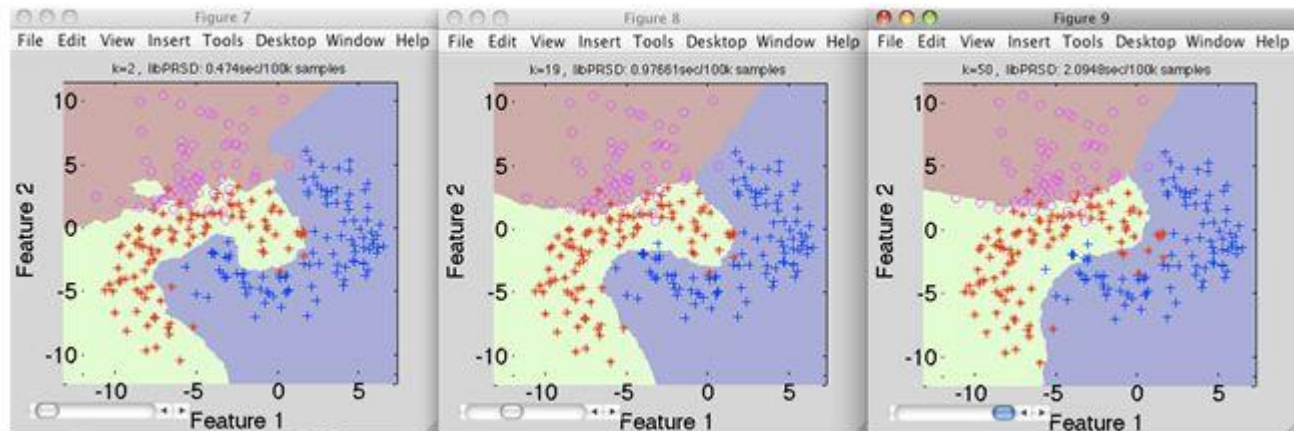 Figure 7
File Edit View Insert Tools Desktop Window Help
k=2 , libPRSD: 0.474sec/100k samples
10
5
0
-5
-10
Feature 2
-10 -5 0 5
Feature 1
Figure 8
File Edit View Insert Tools Desktop Window Help
k=19 , libPRSD: 0.97661sec/100k samples
10
5
0
-5
-10
Feature 2
-10 -5 0 5
Feature 1
Figure 9
File Edit View Insert Tools Desktop Window Help
k=50 , libPRSD: 2.0948sec/100k samples
10
5
0
-5
-10
Feature 2
-10 -5 0 5
Feature 1